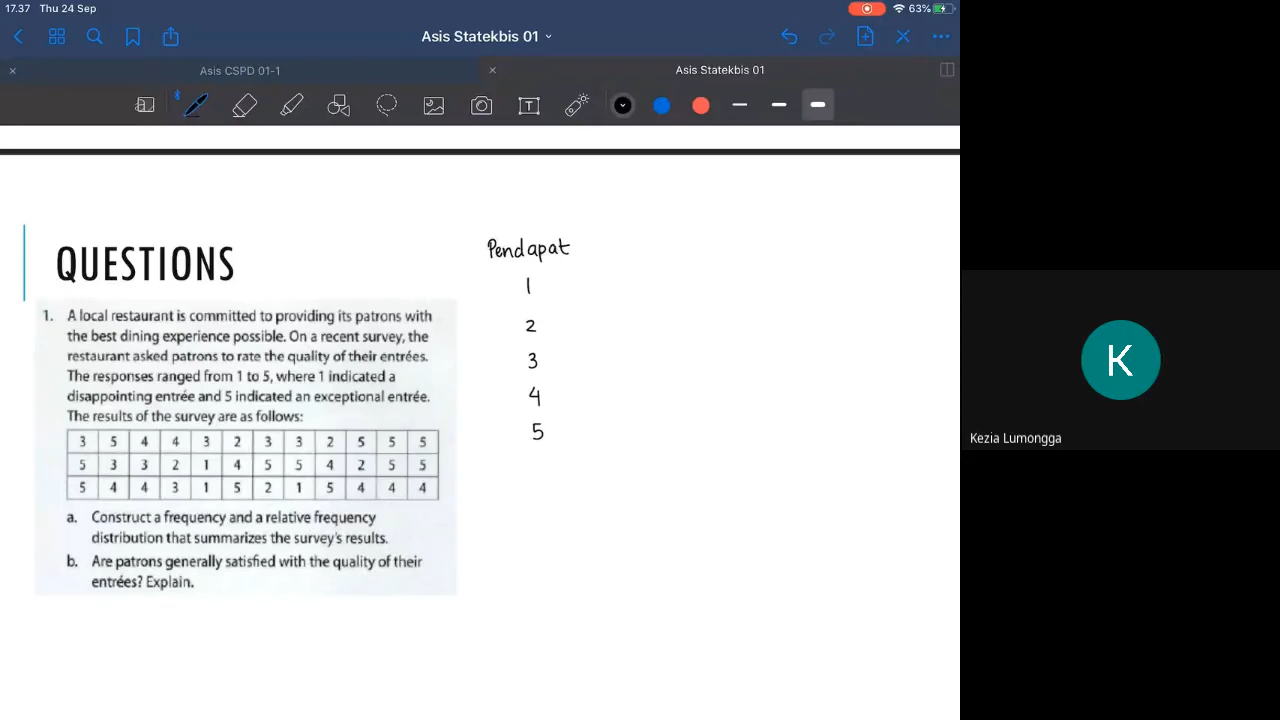 17.37 Thu 24 Sep
63%
Asis Statekbis 01
Asis CSPD 01-1
Asis Statekbis 01
T
QUESTIONS
1. A local restaurant is committed to providing its patrons with
the best dining experience possible. On a recent survey, the
restaurant asked patrons to rate the quality of their entrées.
The responses ranged from 1 to 5, where 1 indicated a
disappointing entrée and 5 indicated an exceptional entrée.
The results of the survey are as follows:
3 5 4 4 3 2 3 3 2 5 5 5
5 3 3 2 1 4 5 5 4 2 5 5
5 4 4 3 1 5 2 1 5 4 4 4
a. Construct a frequency and a relative frequency
distribution that summarizes the survey's results.
b. Are patrons generally satisfied with the quality of their
entrées? Explain.
Pendapat
1
2
3
4
5
K
Kezia Lumongga